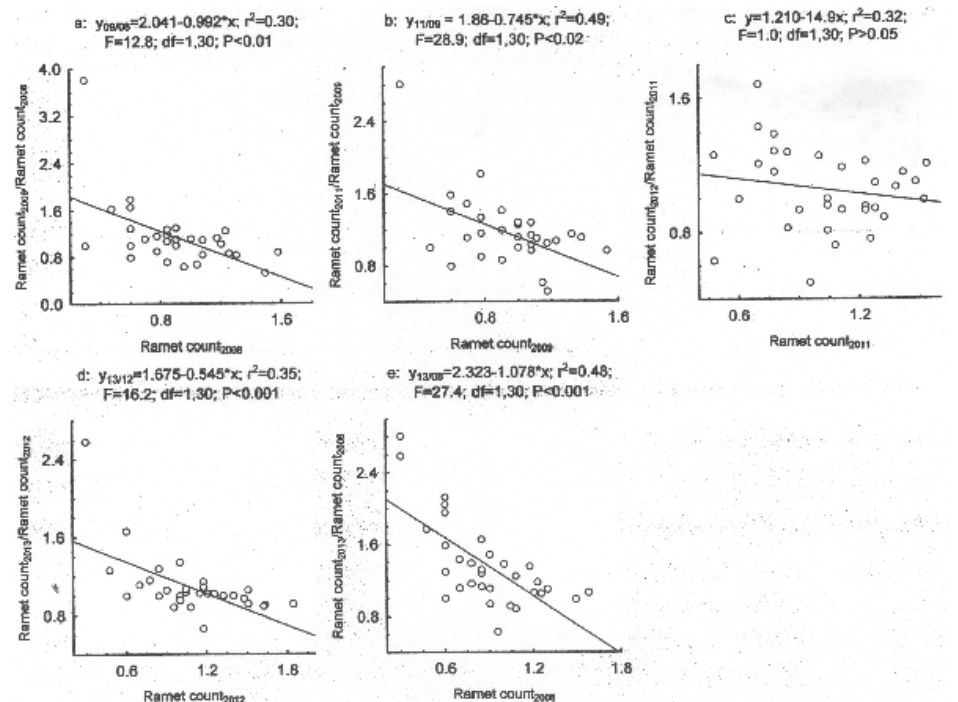 a: y09/08=2.041-0.992*x; r²=0.30;
F=12.8; df=1,30; P<0.01
b: y11/09 = 1.86-0.745*x; r²=0.49;
F=28.9; df=1,30; P<0.02
c: y=1.210-14.9x; r²=0.32;
F=1.0; df=1,30; P>0.05
Ramet count2009/Ramet count2008
4.0
3.2
2.4
1.6
0.8
0.0
0.8
1.6
Ramet count2008
Ramet count2011/Ramet count2009
2.4
1.6
0.8
0.8
1.6
Ramet count2009
Ramet count2012/Ramet count2011
1.6
0.8
0.6
1.2
Ramet count2011
d: y13/12=1.675-0.545*x; r²=0.35;
F=16.2; df=1,30; P<0.001
e: y13/08=2.323-1.078*x; r²=0.48;
F=27.4; df=1,30; P<0.001
Ramet count2013/Ramet count2012
2.4
1.6
0.8
0.6
1.2
1.8
Ramet count2012
Ramet count2013/Ramet count2008
2.4
1.6
0.8
0.6
1.2
1.8
Ramet count2008